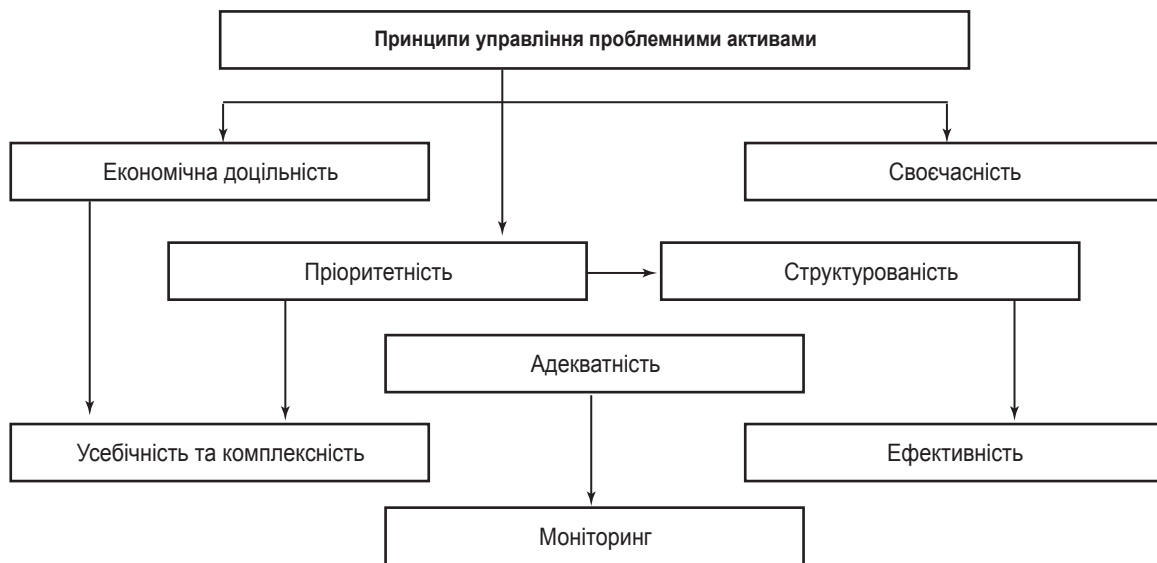 Принципи управління проблемними активами
Економічна доцільність
Своєчасність
Пріоритетність
Структурованість
Адекватність
Усебічність та комплексність
Ефективність
Моніторинг